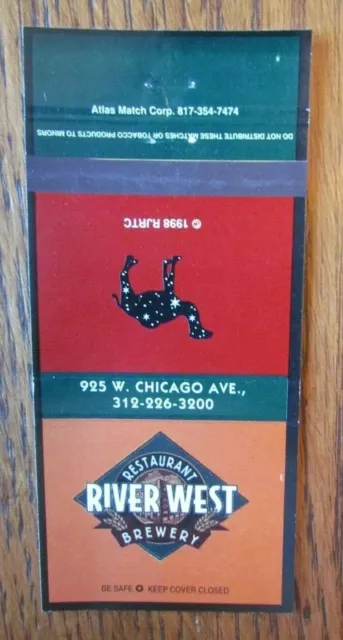 Atlas Match Corp. 817-354-7474
DO NOT DISTRIBUTE THESE MATCHES OR TOBACCO PRODUCTS TO MINORS
© 1998 RJRTC
925 W. CHICAGO AVE.,
312-226-3200
RESTAURANT
RIVER WEST
BREWERY
BE SAFE ✪ KEEP COVER CLOSED